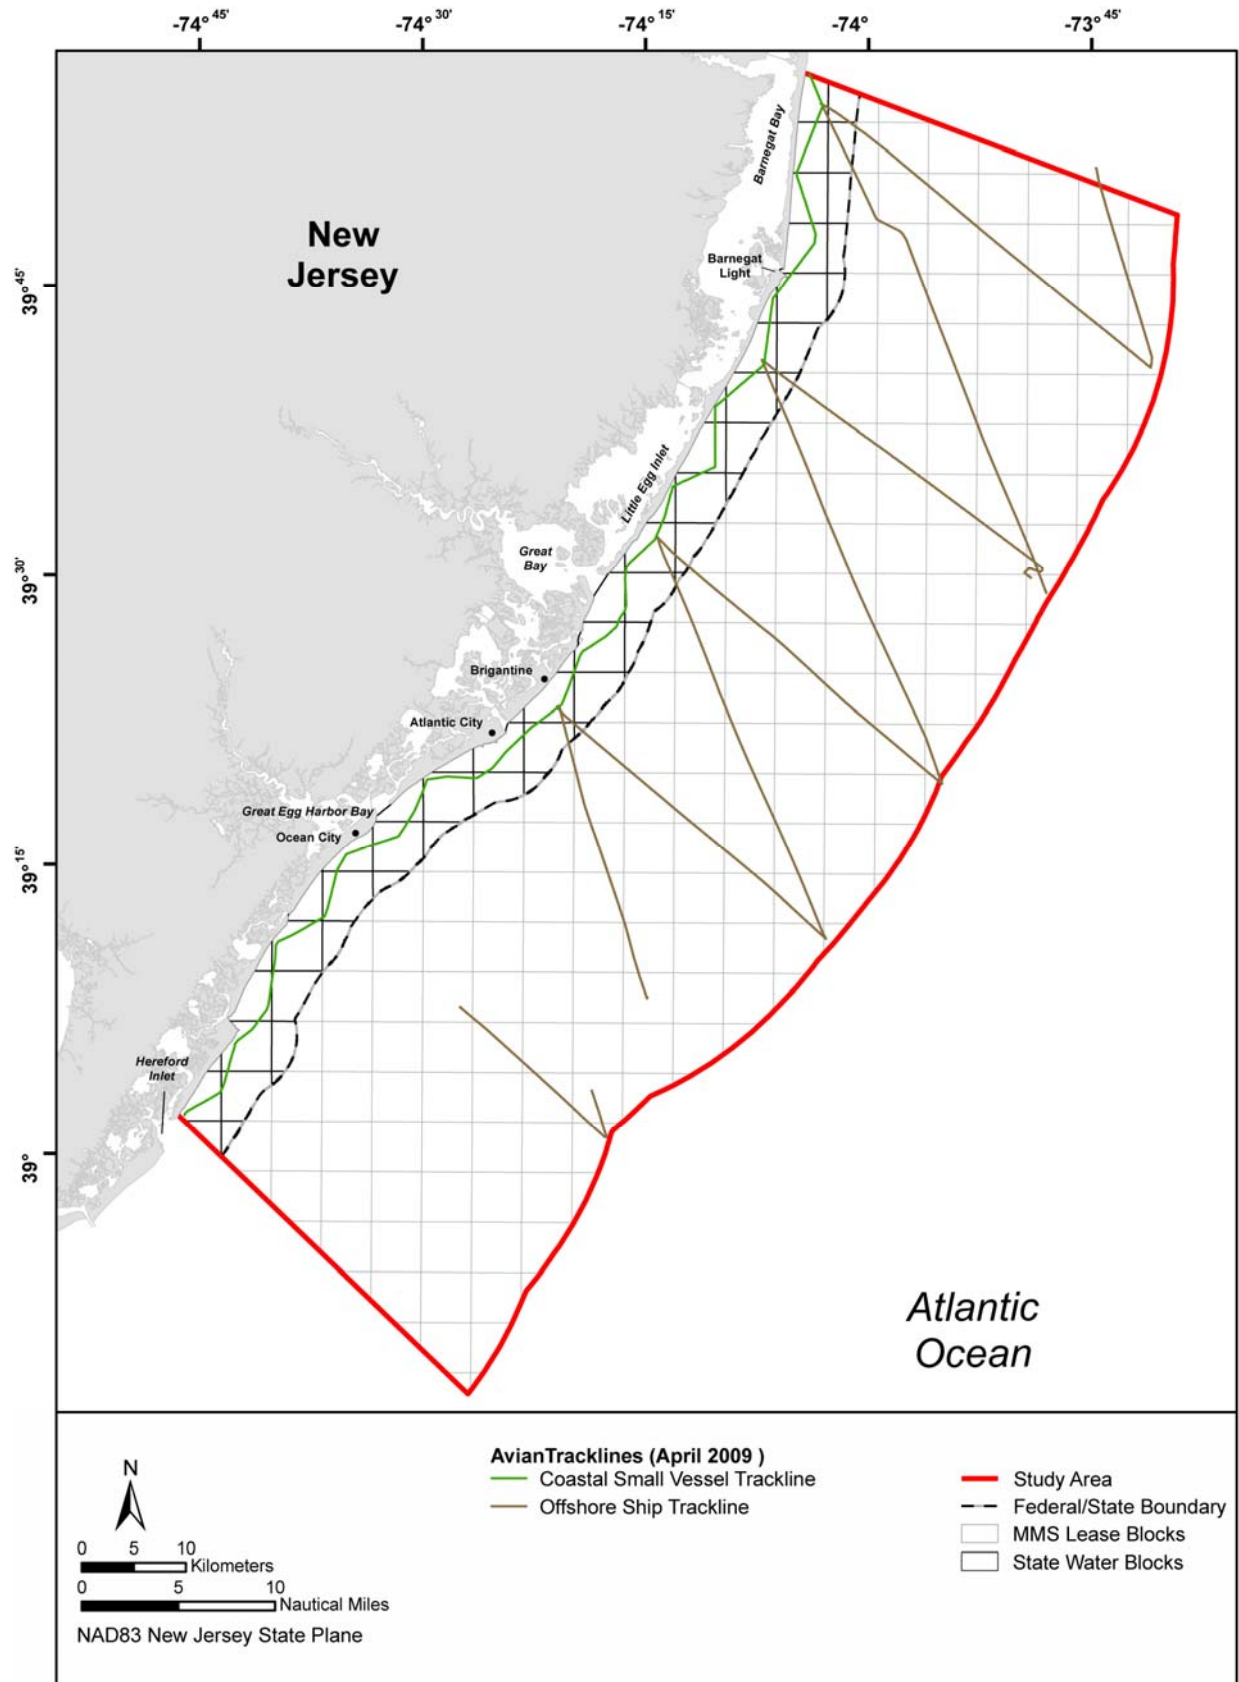 -74° 45'
-74° 30'
-74° 15'
-74°
-73° 45'
Barnegat Bay
New
Jersey
Barnegat
Light
39° 45'
Little Egg Inlet
Great
Bay
39° 30'
Brigantine
Atlantic City
Great Egg Harbor Bay
Ocean City
39° 15'
Hereford
Inlet
39°
Atlantic
Ocean
N
0 5 10
Kilometers
0 5 10
Nautical Miles
NAD83 New Jersey State Plane
AvianTracklines (April 2009 )
Coastal Small Vessel Trackline
Offshore Ship Trackline
Study Area
Federal/State Boundary
MMS Lease Blocks
State Water Blocks